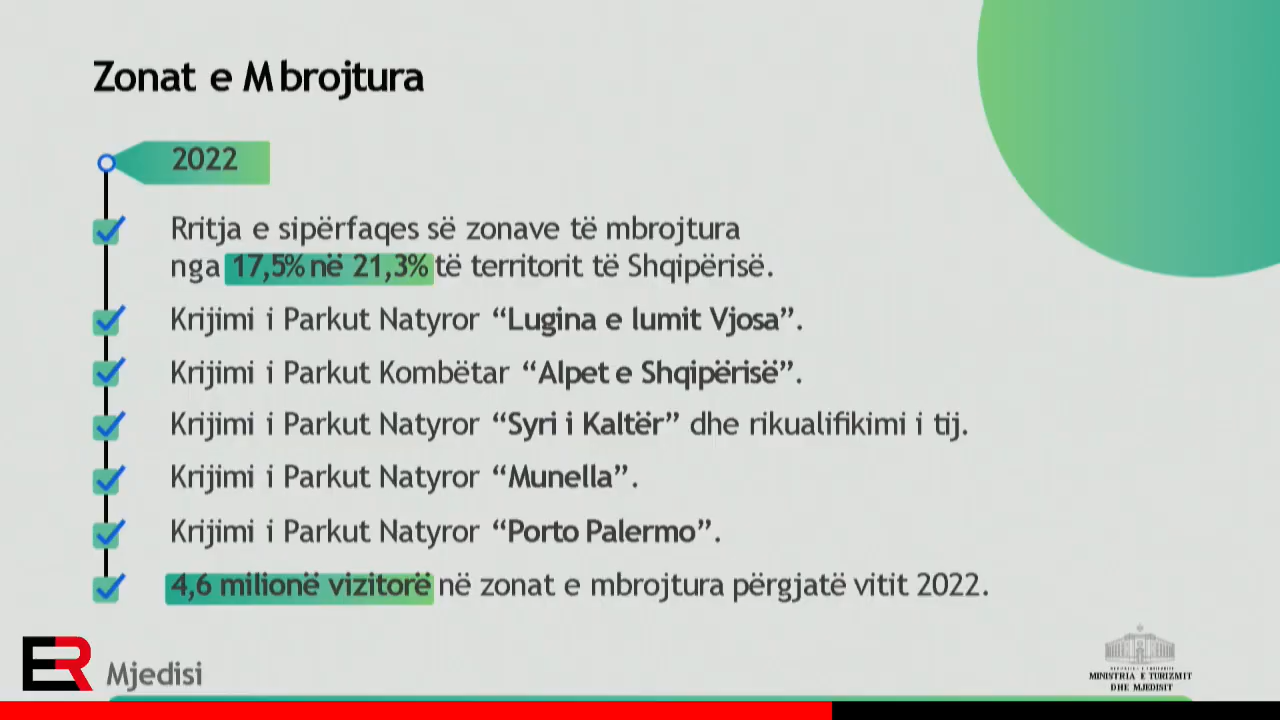 Zonat e Mbrojtura
2022
Rritja e sipërfaqes së zonave të mbrojtura
nga 17,5% në 21,3% të territorit të Shqipërisë.
Krijimi i Parkut Natyror “Lugina e lumit Vjosa”.
Krijimi i Parkut Kombëtar “Alpet e Shqipërisë”.
Krijimi i Parkut Natyror “Syri i Kaltër” dhe rikualifikimi i tij.
Krijimi i Parkut Natyror “Munella”.
Krijimi i Parkut Natyror “Porto Palermo”.
4,6 milionë vizitorë në zonat e mbrojtura përgjatë vitit 2022.
ER
Mjedisi
MINISTRIA E TURIZMIT
DHE MJEDISIT